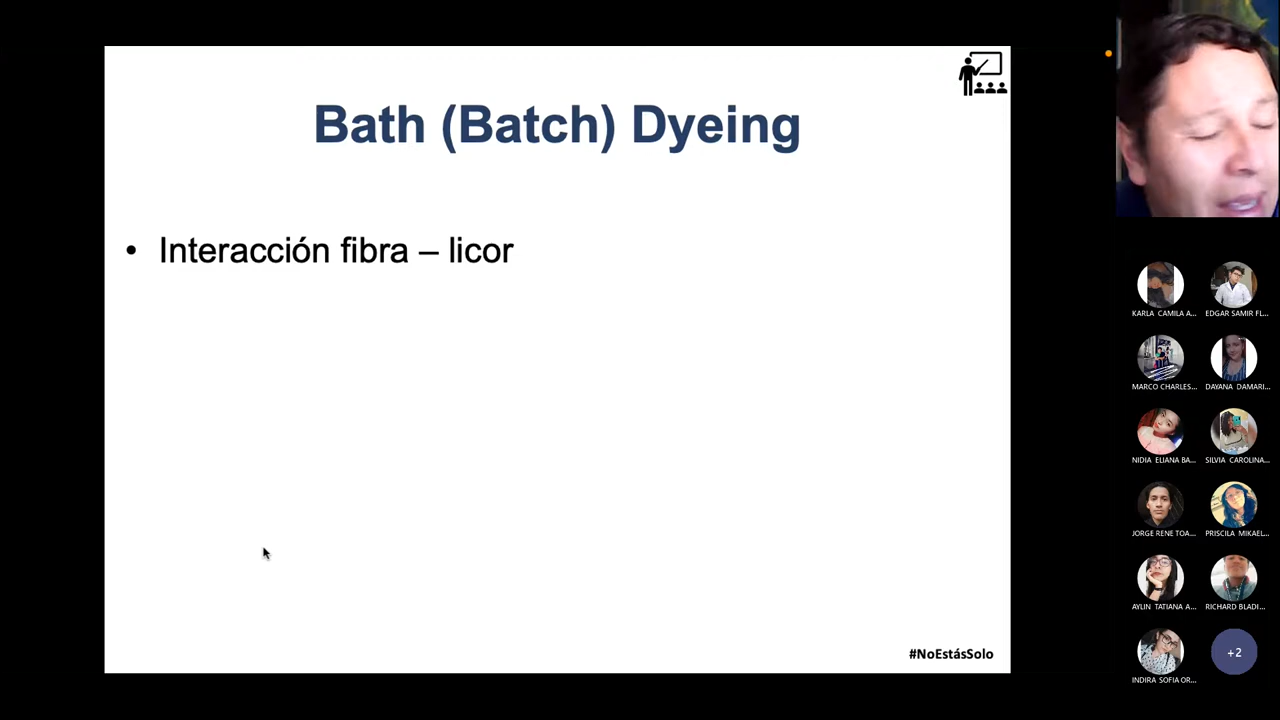 Bath (Batch) Dyeing
• Interacción fibra – licor
#NoEstásSolo
KARLA CAMILA A...
EDGAR SAMIR FL...
MARCO CHARLES...
DAYANA DAMARI...
NIDIA ELIANA BA...
SILVIA CAROLINA...
JORGE RENE TOA...
PRISCILA MIKAEL...
AYLIN TATIANA A...
RICHARD BLADI...
INDIRA SOFIA OR...
+2